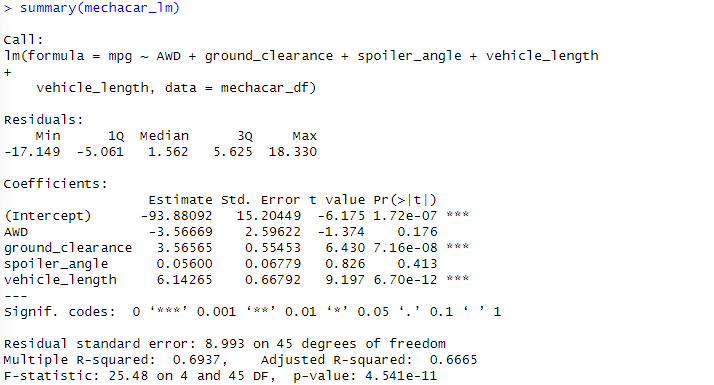 > summary(mechacar_lm)
Call:
lm(formula = mpg ~ AWD + ground_clearance + spoiler_angle + vehicle_length
+
    vehicle_length, data = mechacar_df)
Residuals:
    Min      1Q  Median      3Q     Max
-17.149  -5.061   1.562   5.625  18.330
Coefficients:
                  Estimate Std. Error t value Pr(>|t|)
(Intercept)      -93.88092   15.20449  -6.175 1.72e-07 ***
AWD               -3.56669    2.59622  -1.374    0.176
ground_clearance   3.56565    0.55453   6.430 7.16e-08 ***
spoiler_angle      0.05600    0.06779   0.826    0.413
vehicle_length     6.14265    0.66792   9.197 6.70e-12 ***
---
Signif. codes:  0 ‘***’ 0.001 ‘**’ 0.01 ‘*’ 0.05 ‘.’ 0.1 ‘ ’ 1
Residual standard error: 8.993 on 45 degrees of freedom
Multiple R-squared:  0.6937,    Adjusted R-squared:  0.6665
F-statistic: 25.48 on 4 and 45 DF,  p-value: 4.541e-11